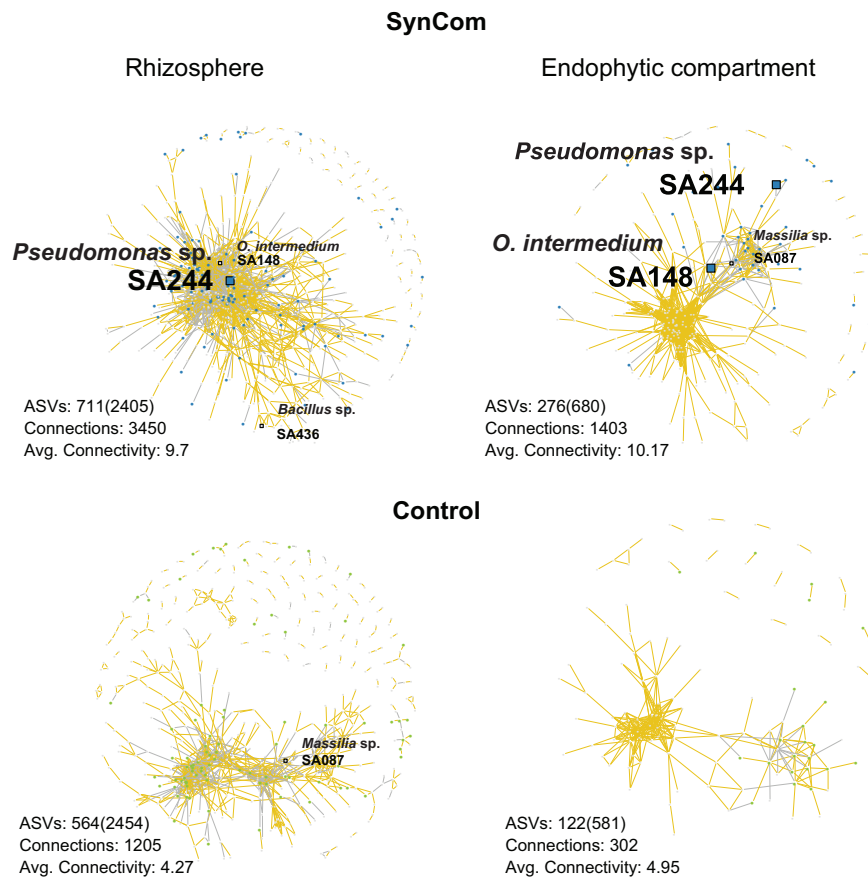 SynCom
Rhizosphere
Endophytic compartment
Pseudomonas sp.
SA244
O. intermedium
SA148
Bacillus sp.
SA436
ASVs: 711(2405)
Connections: 3450
Avg. Connectivity: 9.7
Pseudomonas sp.
SA244
O. intermedium
SA148
Massilia sp.
SA087
ASVs: 276(680)
Connections: 1403
Avg. Connectivity: 10.17
Control
Massilia sp.
SA087
ASVs: 564(2454)
Connections: 1205
Avg. Connectivity: 4.27
ASVs: 122(581)
Connections: 302
Avg. Connectivity: 4.95